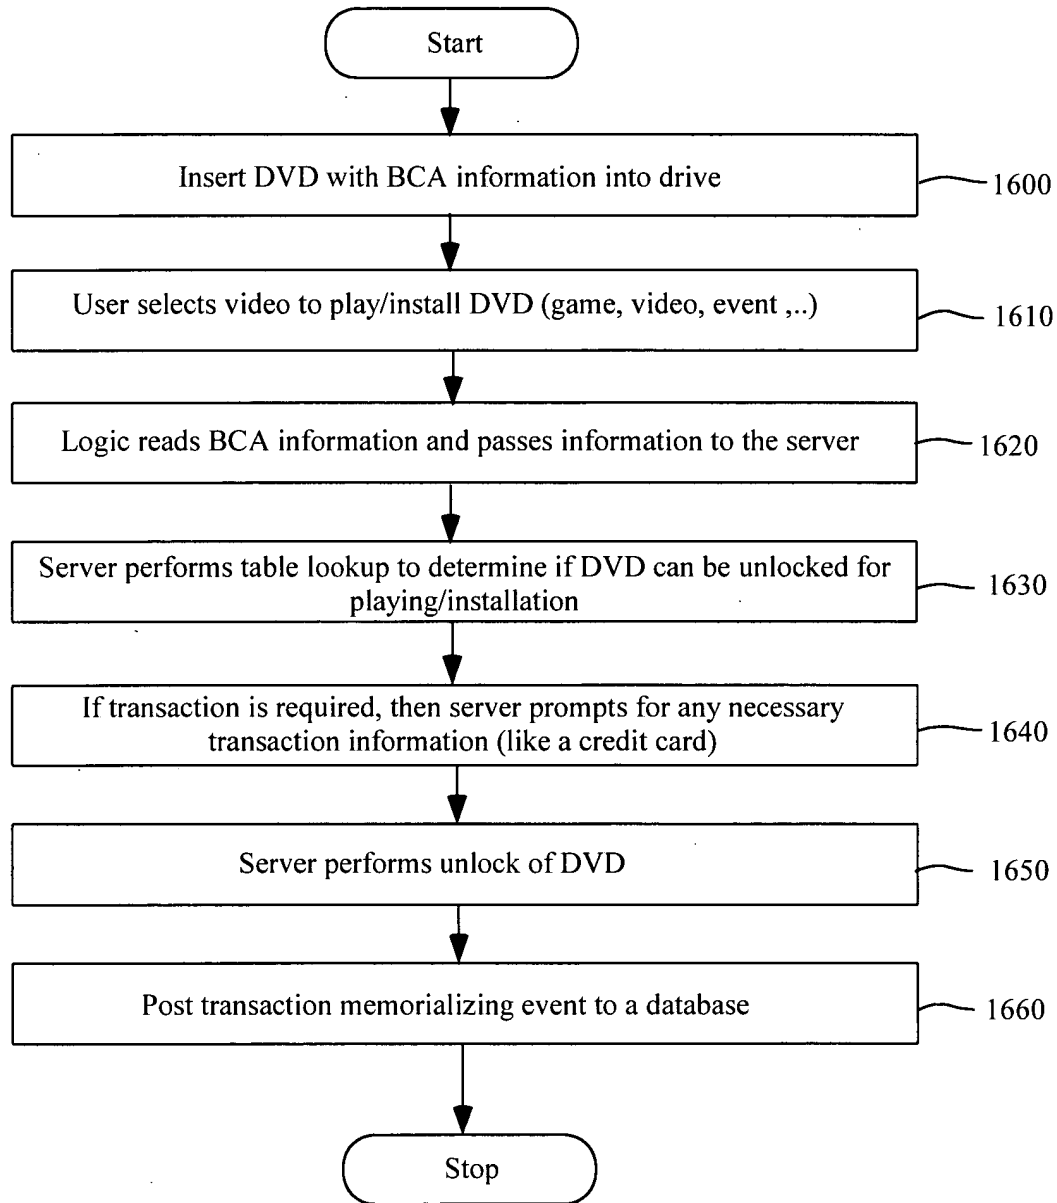 Start
Insert DVD with BCA information into drive
1600
User selects video to play/install DVD (game, video, event ,..)
1610
Logic reads BCA information and passes information to the server
1620
Server performs table lookup to determine if DVD can be unlocked for
playing/installation
1630
If transaction is required, then server prompts for any necessary
transaction information (like a credit card)
1640
Server performs unlock of DVD
1650
Post transaction memorializing event to a database
1660
Stop